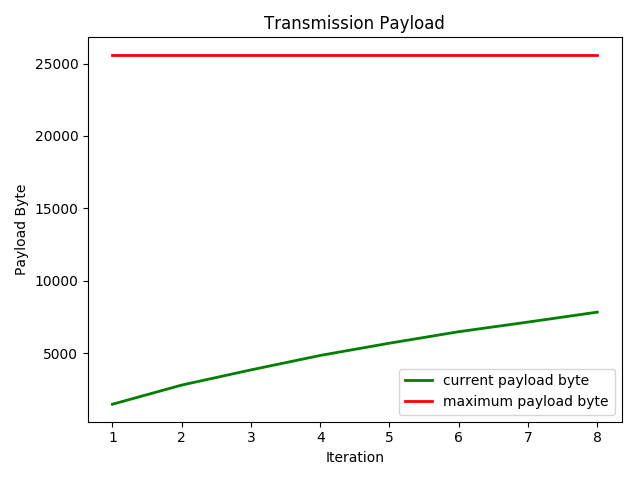 Transmission Payload
Payload Byte
25000
20000
15000
10000
5000
current payload byte
maximum payload byte
1 2 3 4 5 6 7 8
Iteration